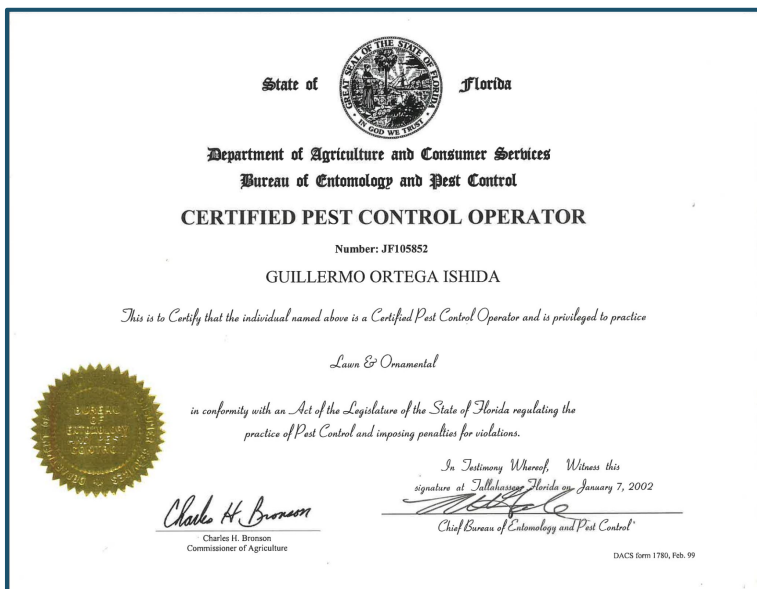 State of Florida
GREAT SEAL OF THE STATE OF FLORIDA
IN GOD WE TRUST
Department of Agriculture and Consumer Services
Bureau of Entomology and Pest Control
CERTIFIED PEST CONTROL OPERATOR
Number: JF105852
GUILLERMO ORTEGA ISHIDA
This is to Certify that the individual named above is a Certified Pest Control Operator and is privileged to practice
Lawn & Ornamental
in conformity with an Act of the Legislature of the State of Florida regulating the
practice of Pest Control and imposing penalties for violations.
BUREAU
OF
ENTOMOLOGY
AND PEST
CONTROL
In Testimony Whereof, Witness this
signature at Tallahassee, Florida on January 7, 2002
Charles H. Bronson
Charles H. Bronson
Commissioner of Agriculture
Chief Bureau of Entomology and Pest Control
DACS form 1780, Feb. 99